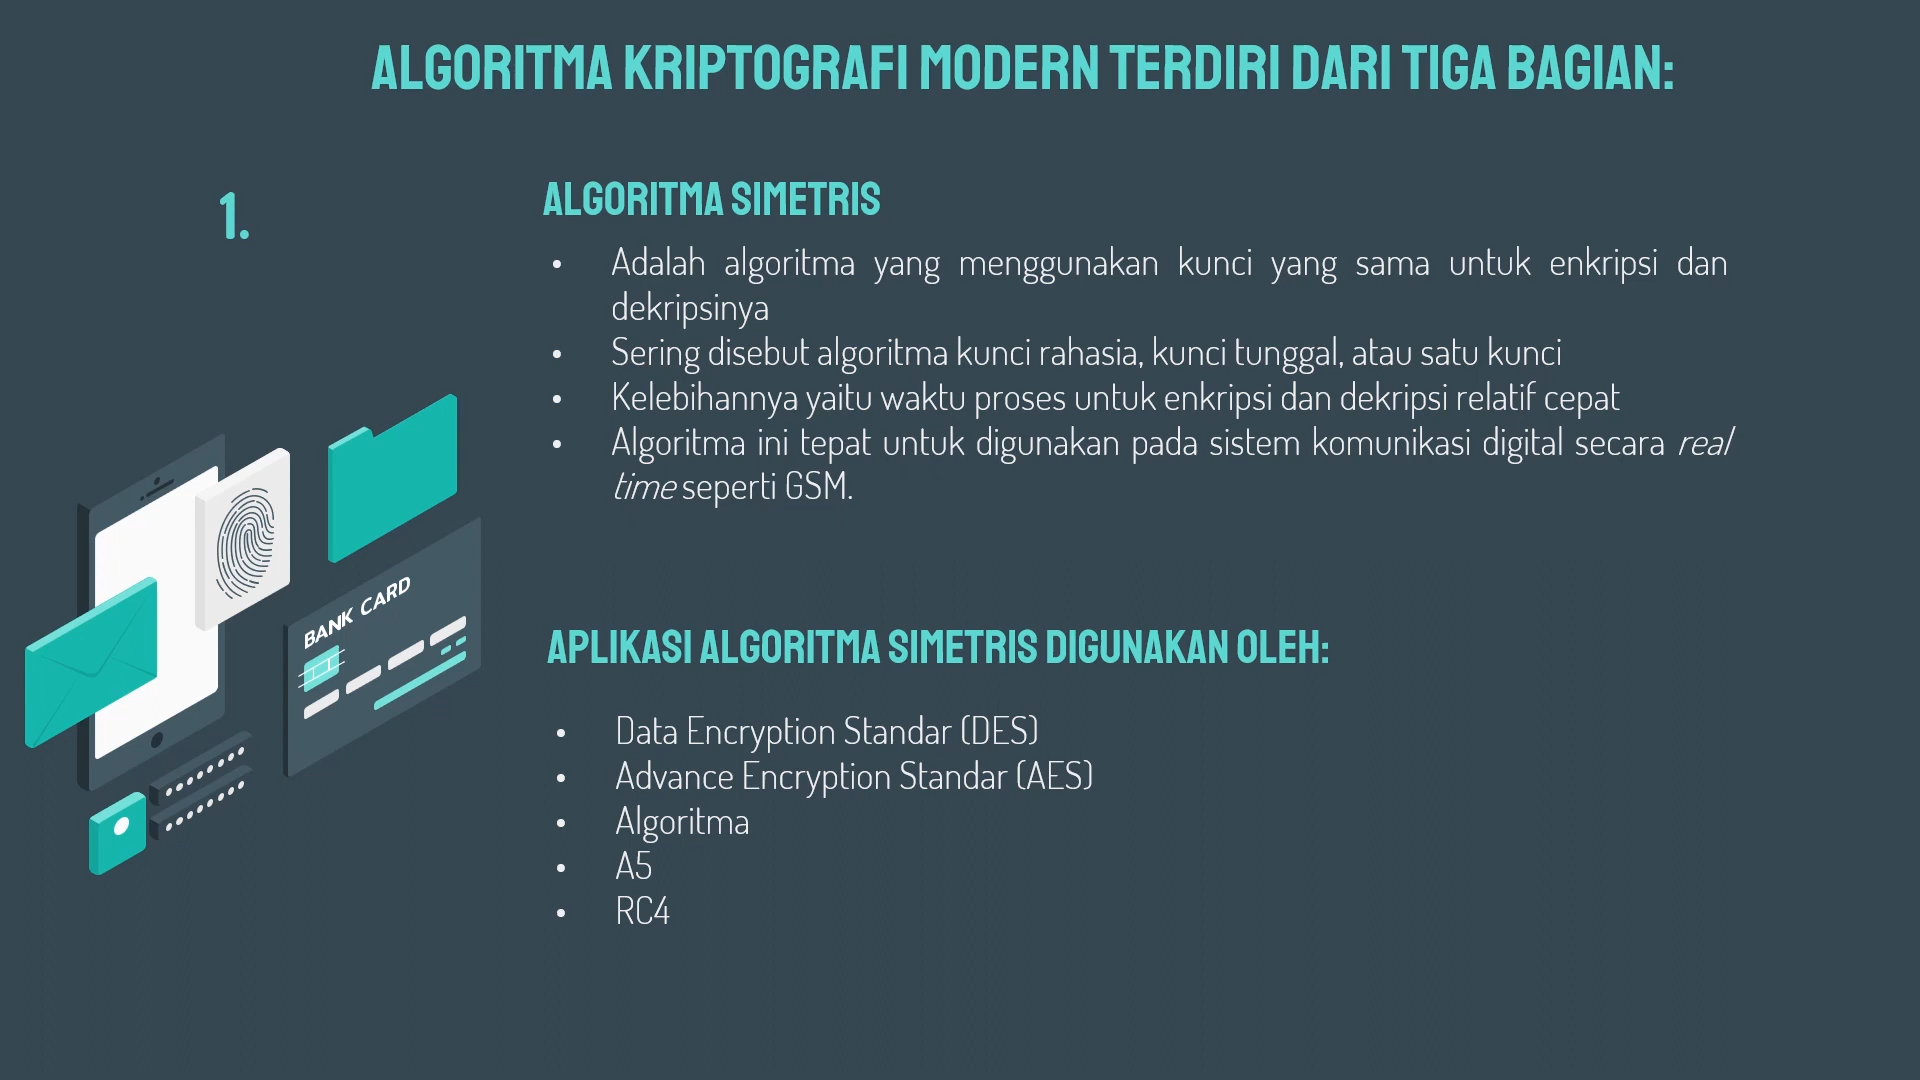 ALGORITMA KRIPTOGRAFI MODERN TERDIRI DARI TIGA BAGIAN:
1.
ALGORITMA SIMETRIS
• Adalah algoritma yang menggunakan kunci yang sama untuk enkripsi dan
dekripsinya
• Sering disebut algoritma kunci rahasia, kunci tunggal, atau satu kunci
• Kelebihannya yaitu waktu proses untuk enkripsi dan dekripsi relatif cepat
• Algoritma ini tepat untuk digunakan pada sistem komunikasi digital secara real
time seperti GSM.
BANK CARD
APLIKASI ALGORITMA SIMETRIS DIGUNAKAN OLEH:
• Data Encryption Standar (DES)
• Advance Encryption Standar (AES)
• Algoritma
• A5
• RC4